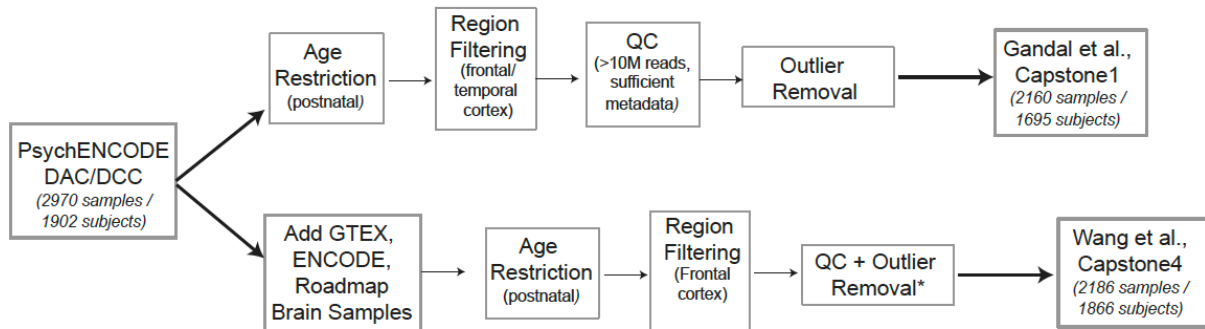 PsychENCODE
DAC/DCC
(2970 samples /
1902 subjects)
Age
Restriction
(postnatal)
Region
Filtering
(frontal/
temporal
cortex)
QC
(>10M reads,
sufficient
metadata)
Outlier
Removal
Gandal et al.,
Capstone1
(2160 samples /
1695 subjects)
Add GTEX,
ENCODE,
Roadmap
Brain Samples
Age
Restriction
(postnatal)
Region
Filtering
(Frontal
cortex)
QC + Outlier
Removal*
Wang et al.,
Capstone4
(2186 samples /
1866 subjects)